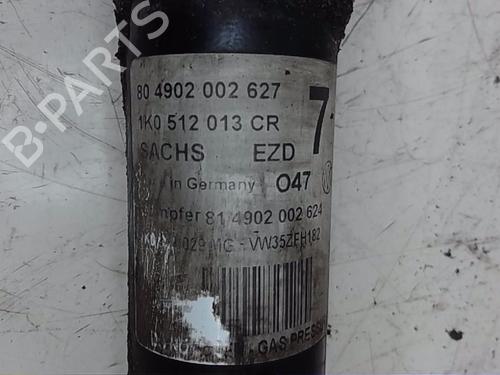 80 4902 002 627
1K0 512 013 CR
7
SACHS EZD
in Germany O47
81 4902 002 624
VW35ZFH182
GAS
B-PARTS